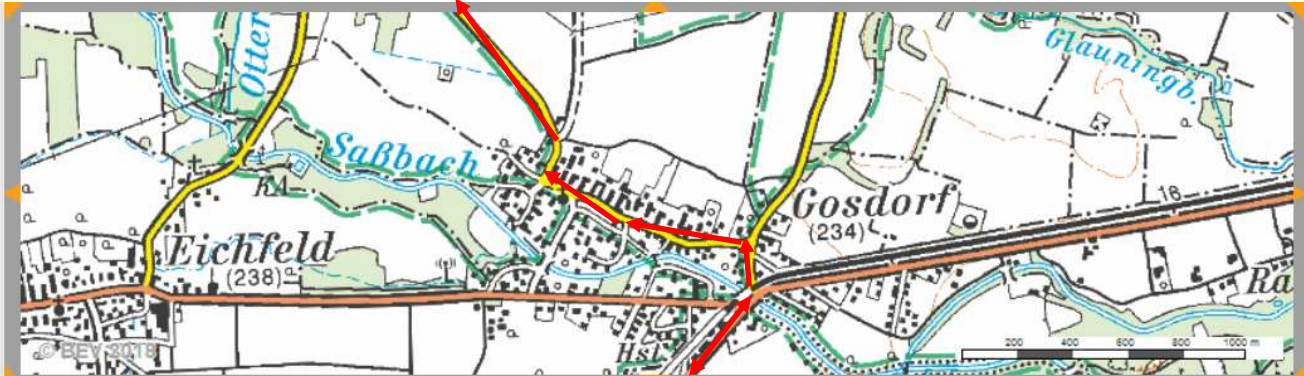 Otter
Glauningb.
Saßbach
KA
Gosdorf
(234)
16
Eichfeld
(238)
Ra
Hst
200 400 600 800 1000 m
© BEV 2018